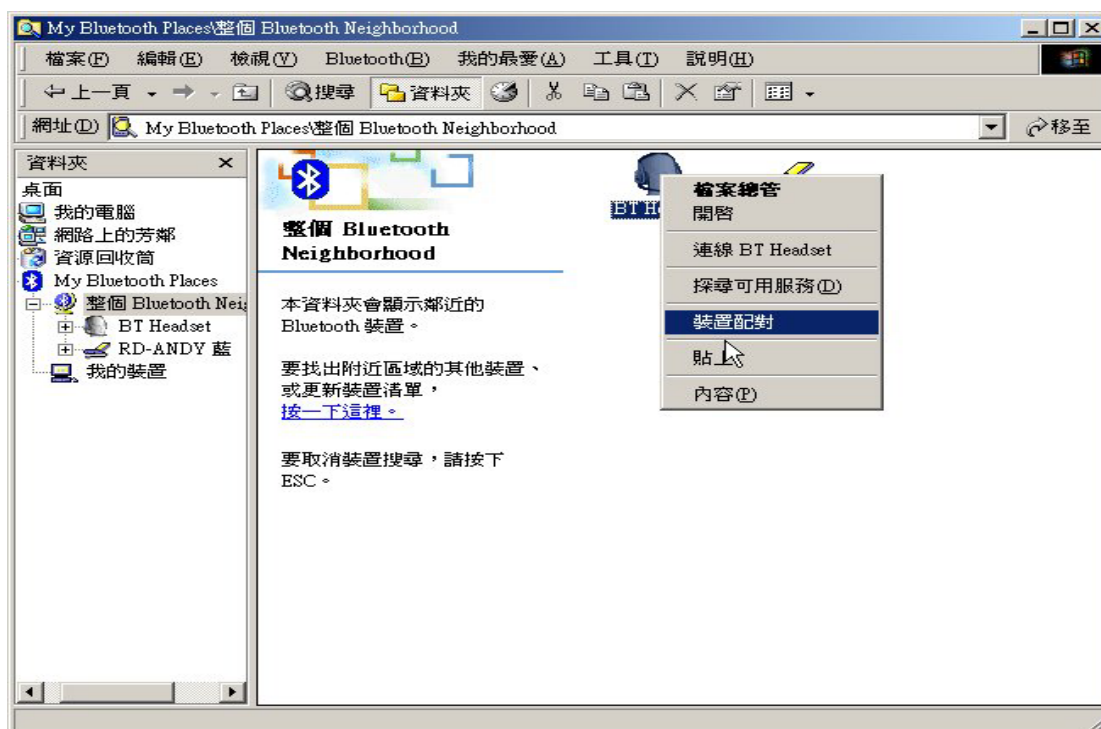 My Bluetooth Places\整個 Bluetooth Neighborhood
檔案(F) 編輯(E) 檢視(V) Bluetooth(B) 我的最愛(A) 工具(T) 說明(H)
上一頁 搜尋 資料夾
網址(D) My Bluetooth Places\整個 Bluetooth Neighborhood 移至
資料夾
桌面
我的電腦
網路上的芳鄰
資源回收筒
My Bluetooth Places
整個 Bluetooth Nei
BT Headset
RD-ANDY 藍
我的裝置
整個 Bluetooth
Neighborhood
本資料夾會顯示鄰近的
Bluetooth 裝置。
要找出附近區域的其他裝置、
或更新裝置清單，
按一下這裡。
要取消裝置搜尋，請按下
ESC。
BT H
檔案總管
開啓
連線 BT Headset
探尋可用服務(D)
裝置配對
貼上
內容(P)